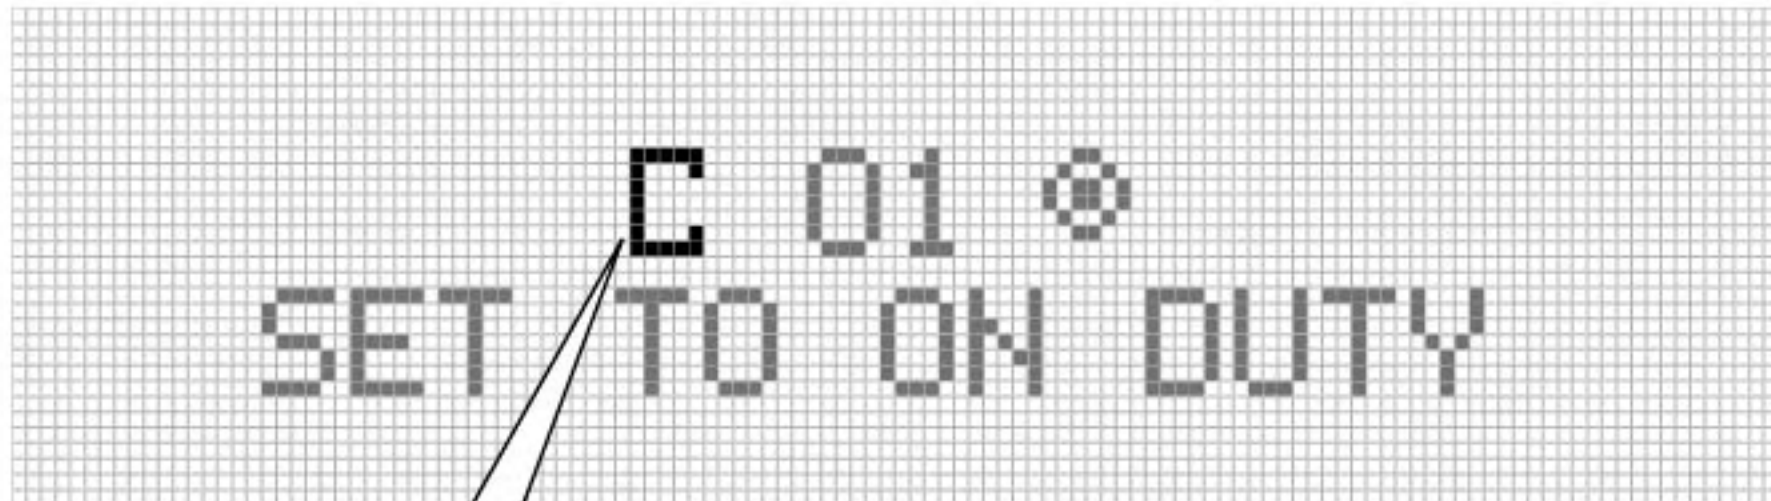 C 01 ◉
SET TO ON DUTY